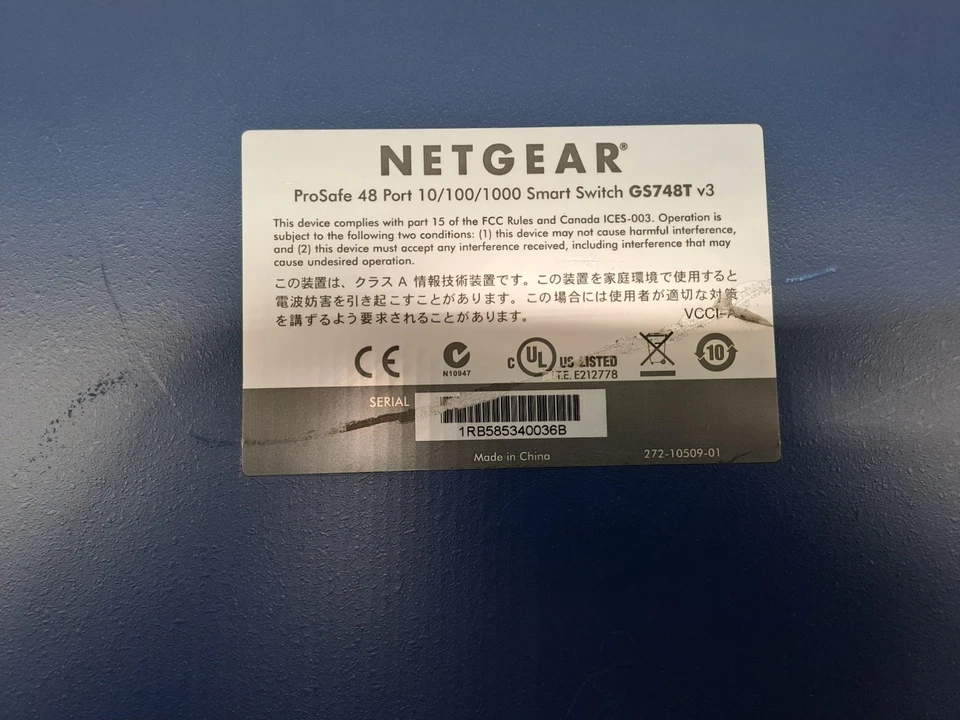 NETGEAR®
ProSafe 48 Port 10/100/1000 Smart Switch GS748T v3
This device complies with part 15 of the FCC Rules and Canada ICES-003. Operation is
subject to the following two conditions: (1) this device may not cause harmful interference,
and (2) this device must accept any interference received, including interference that may
cause undesired operation.
この装置は、クラス A 情報技術装置です。この装置を家庭環境で使用すると
電波妨害を引き起こすことがあります。この場合には使用者が適切な対策
を講ずるよう要求されることがあります。 VCCI-A
CE N10947 c UL US LISTED 10
I.T.E. E212778
SERIAL
1RB585340036B
Made in China 272-10509-01